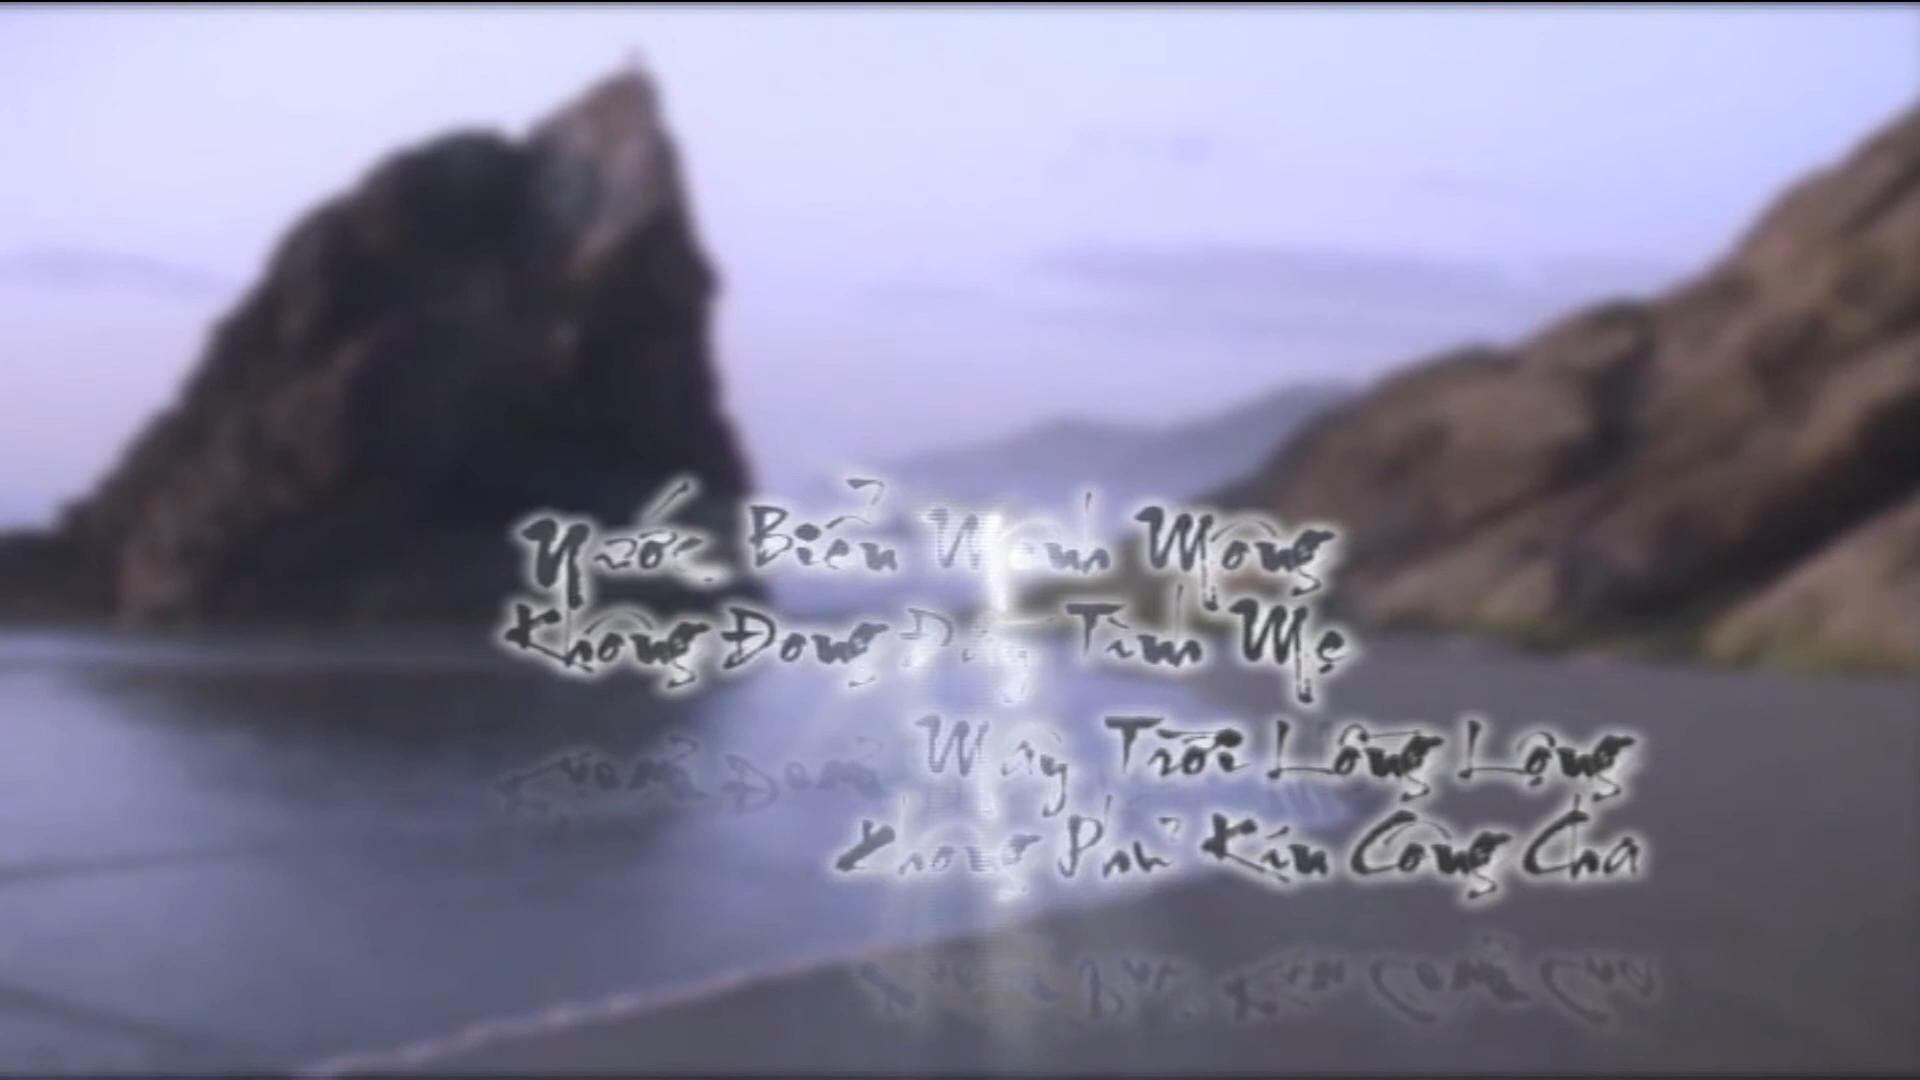 Nước Biển Mênh Mông
Không Đong Đầy Tình Mẹ
Mây Trời Lồng Lộng
Không Phủ Kín Công Cha